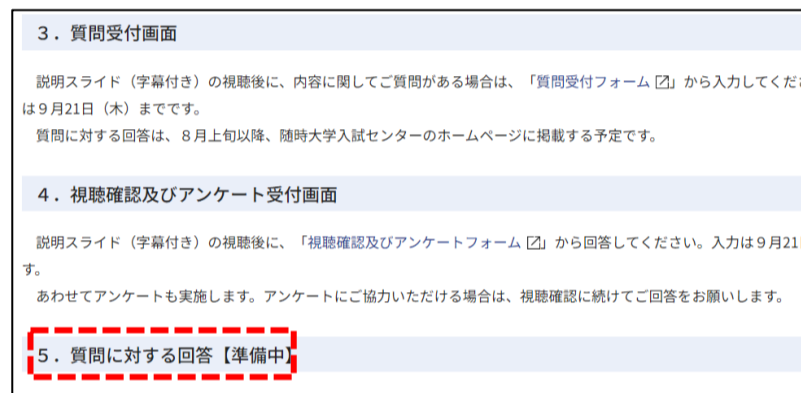 ３．質問受付画面
説明スライド（字幕付き）の視聴後に、内容に関してご質問がある場合は、「質問受付フォーム」から入力してくだ
は９月21日（木）までです。
質問に対する回答は、８月上旬以降、随時大学入試センターのホームページに掲載する予定です。
４．視聴確認及びアンケート受付画面
説明スライド（字幕付き）の視聴後に、「視聴確認及びアンケートフォーム」から回答してください。入力は９月21
す。
あわせてアンケートも実施します。アンケートにご協力いただける場合は、視聴確認に続けてご回答をお願いします。
５．質問に対する回答【準備中】